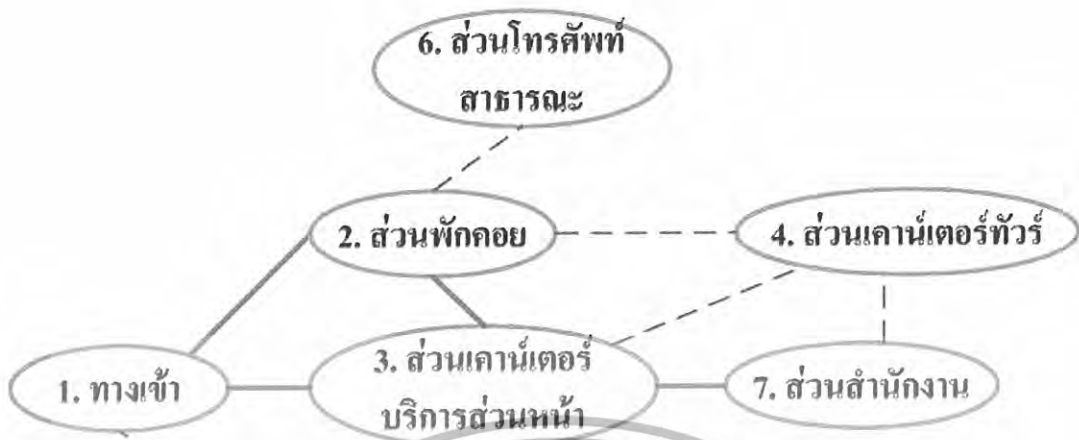 6. ส่วนโทรศัพท์
สาธารณะ
2. ส่วนพักคอย
4. ส่วนเคาน์เตอร์ทัวร์
3. ส่วนเคาน์เตอร์
บริการส่วนหน้า
1. ทางเข้า
7. ส่วนสำนักงาน